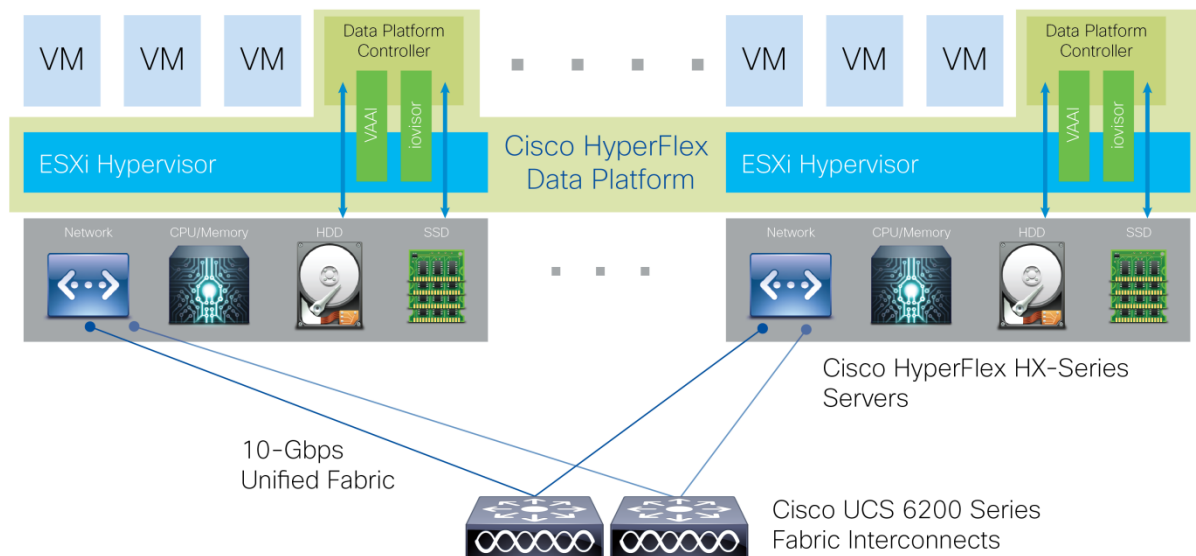 VM
VM
VM
Data Platform
Controller
VAAI
iovisor
ESXi Hypervisor
Cisco HyperFlex
Data Platform
VM
VM
VM
Data Platform
Controller
VAAI
iovisor
ESXi Hypervisor
Network
CPU/Memory
HDD
SSD
Network
CPU/Memory
HDD
SSD
Cisco HyperFlex HX-Series
Servers
10-Gbps
Unified Fabric
Cisco UCS 6200 Series
Fabric Interconnects